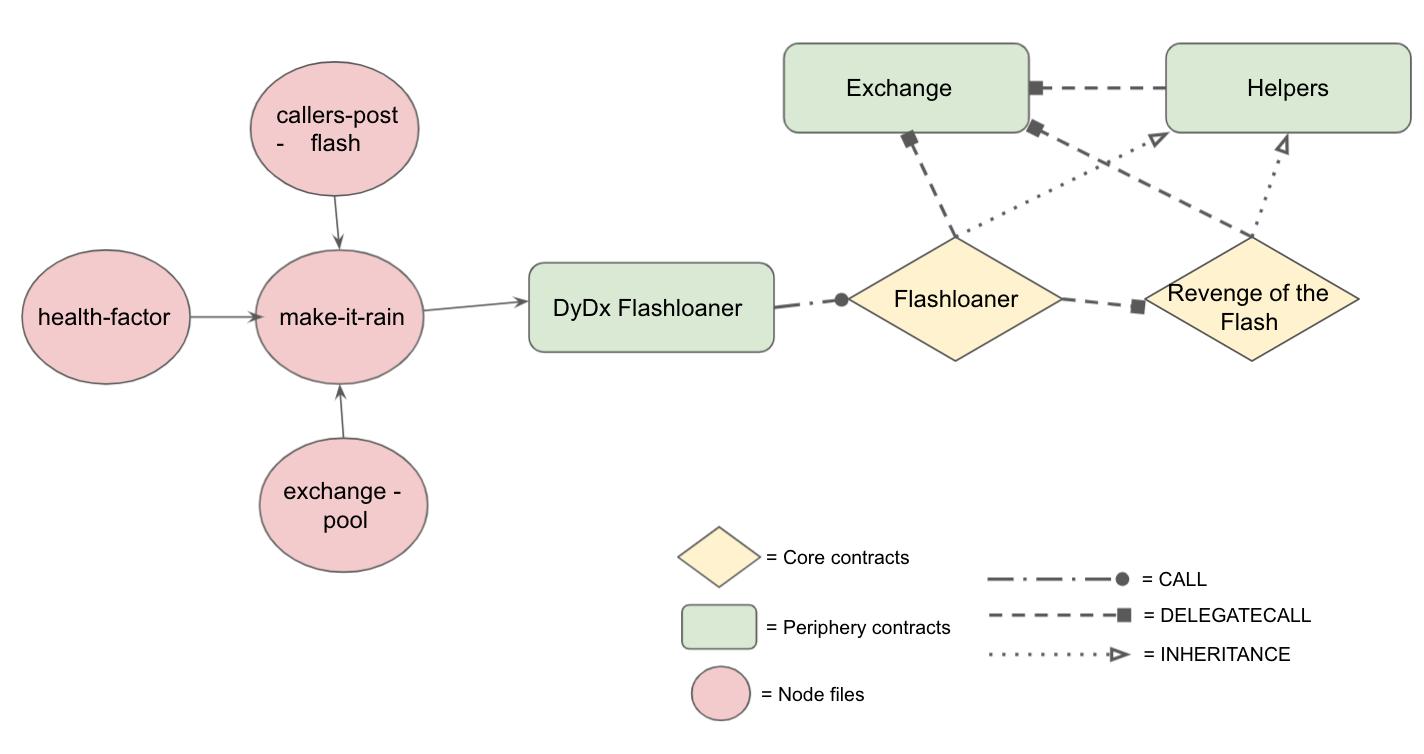 Exchange
Helpers
callers-post
- flash
health-factor
make-it-rain
DyDx Flashloaner
Flashloaner
Revenge of the
Flash
exchange -
pool
= Core contracts
= Periphery contracts
= Node files
= CALL
= DELEGATECALL
= INHERITANCE